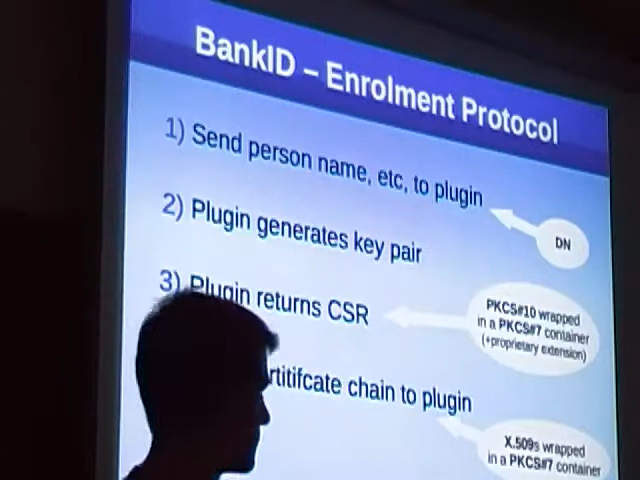 BankID – Enrolment Protocol
1) Send person name, etc, to plugin
DN
2) Plugin generates key pair
3) Plugin returns CSR
PKCS#10 wrapped
in a PKCS#7 container
(+proprietary extension)
rtitifcate chain to plugin
X.509s wrapped
in a PKCS#7 container